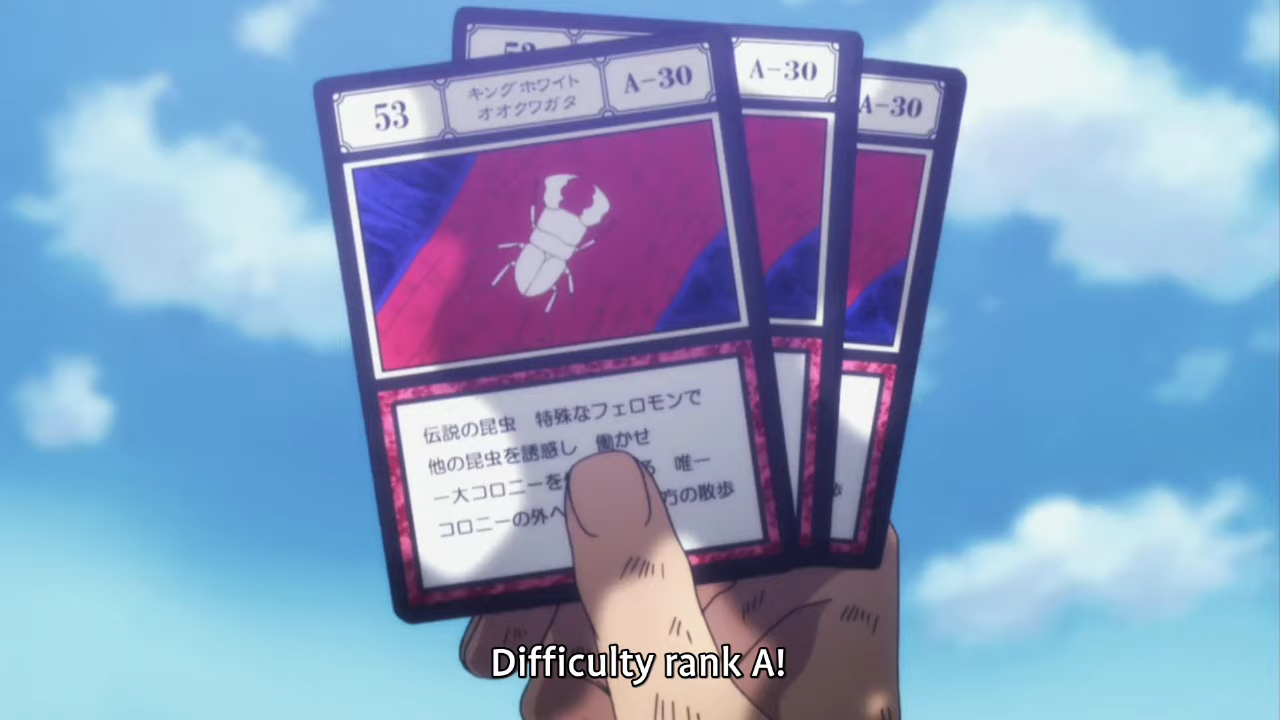 53
キングホワイト
オオクワガタ
A-30
A-30
A-30
伝説の昆虫 特殊なフェロモンで
他の昆虫を誘惑し 働かせ
一大コロニーを 唯一
コロニーの外へ 方の散歩
Difficulty rank A!